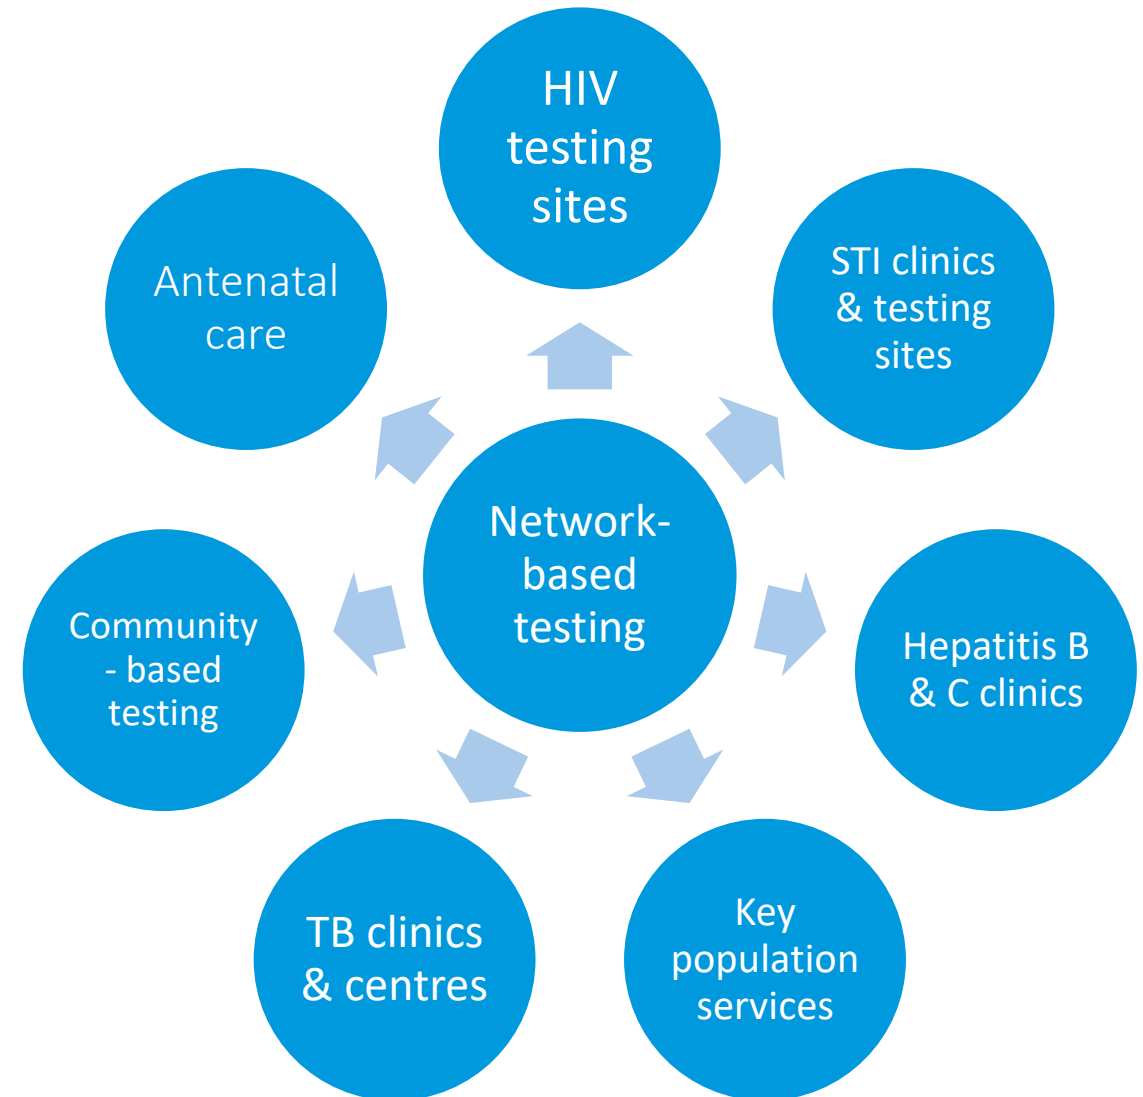 HIV
testing
sites
STI clinics
& testing
sites
Hepatitis B
& C clinics
Key
population
services
TB clinics
& centres
Community
- based
testing
Antenatal
care
Network-
based
testing